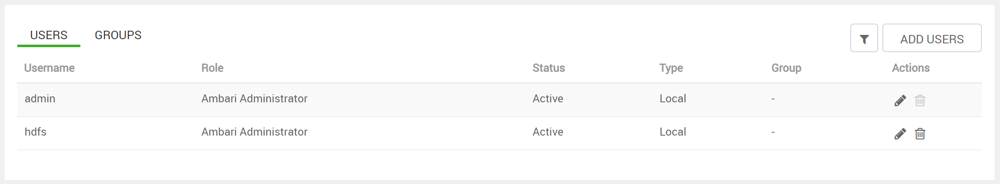 USERS GROUPS ADD USERS
Username Role Status Type Group Actions
admin Ambari Administrator Active Local -
hdfs Ambari Administrator Active Local -